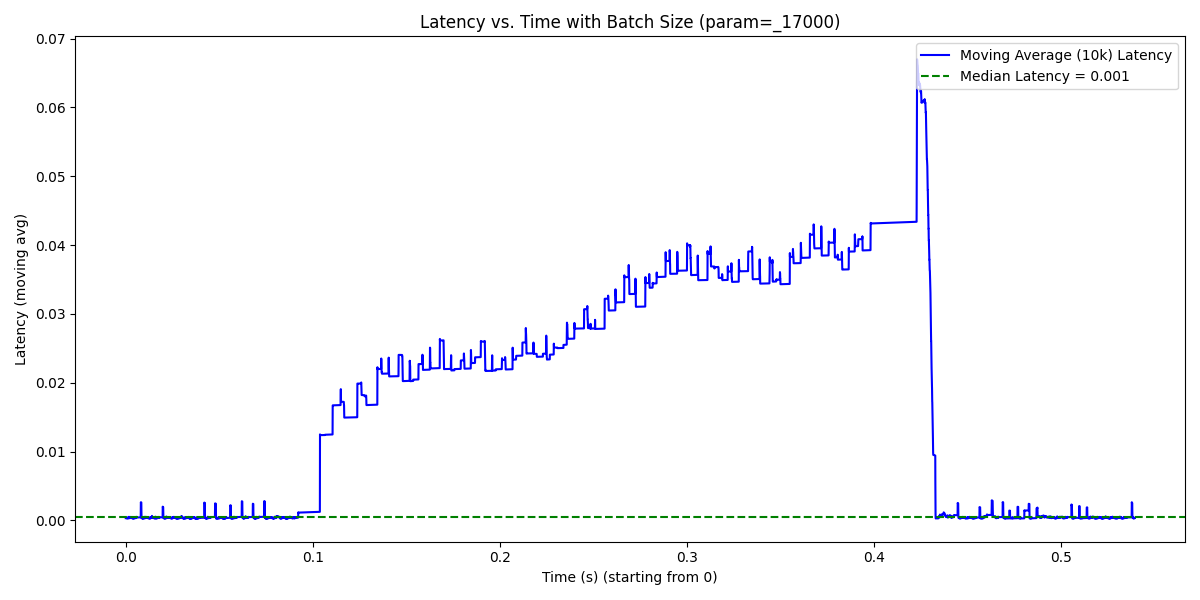 Latency vs. Time with Batch Size (param=_17000)
Moving Average (10k) Latency
Median Latency = 0.001
Latency (moving avg)
0.07
0.06
0.05
0.04
0.03
0.02
0.01
0.00
0.0 0.1 0.2 0.3 0.4 0.5
Time (s) (starting from 0)